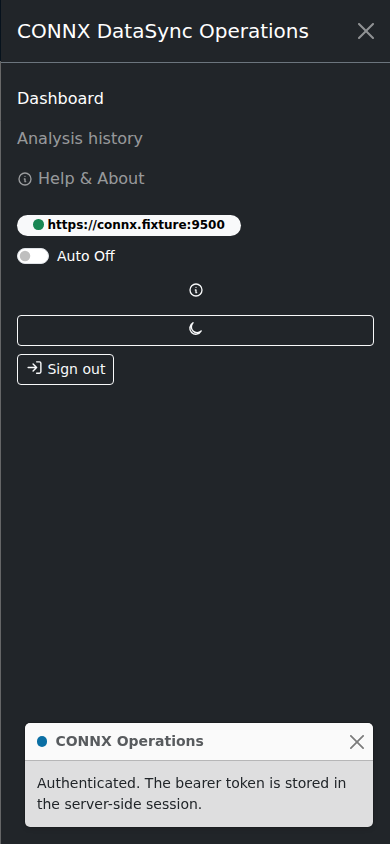 CONNX DataSync Operations
Dashboard
Analysis history
Help & About
https://connx.fixture:9500
Auto Off
Sign out
CONNX Operations
Authenticated. The bearer token is stored in
the server-side session.